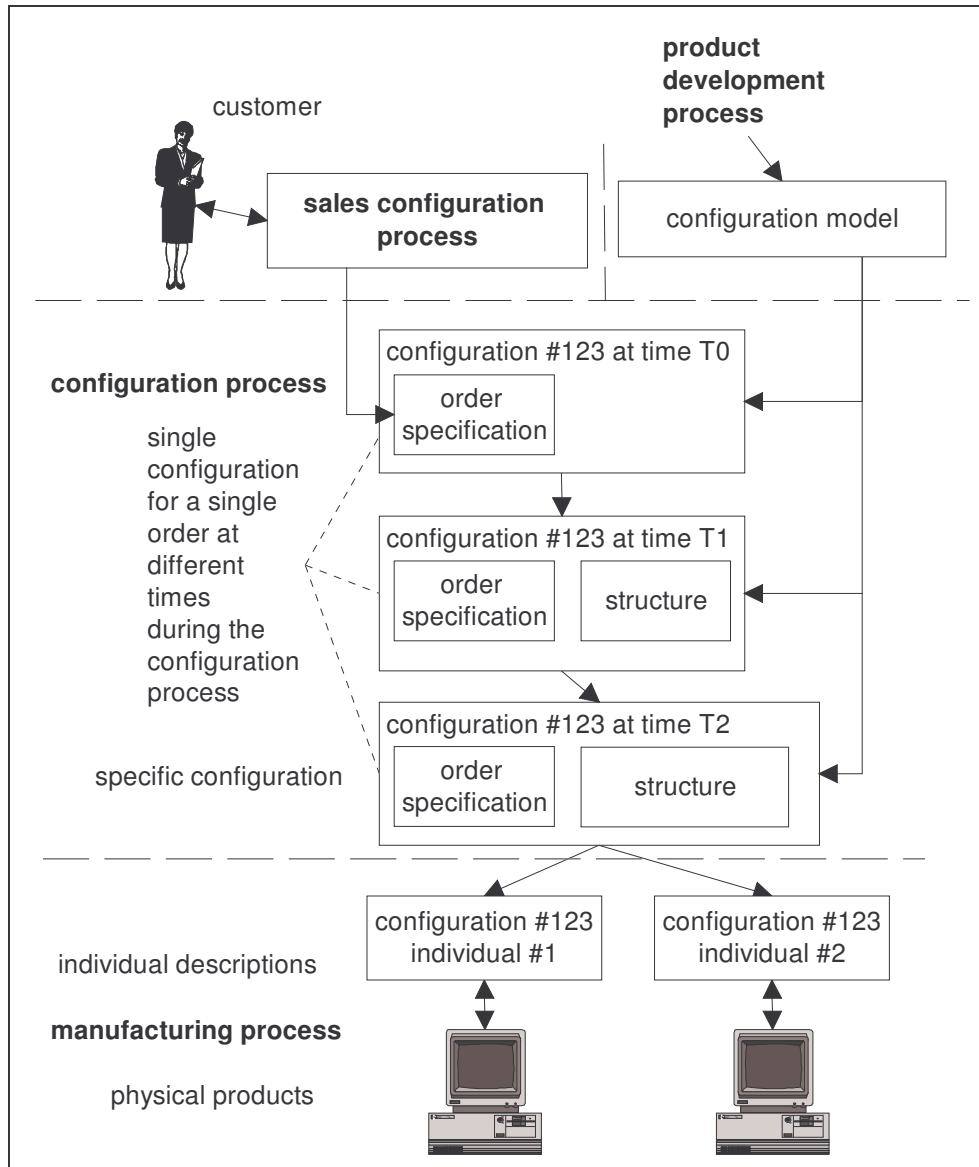 product
development
process
customer
sales configuration
process
configuration model
configuration #123 at time T0
order
specification
configuration process
single
configuration
for a single
order at
different
times
during the
configuration
process
configuration #123 at time T1
order
specification
structure
configuration #123 at time T2
order
specification
structure
specific configuration
configuration #123
individual #1
configuration #123
individual #2
individual descriptions
manufacturing process
physical products